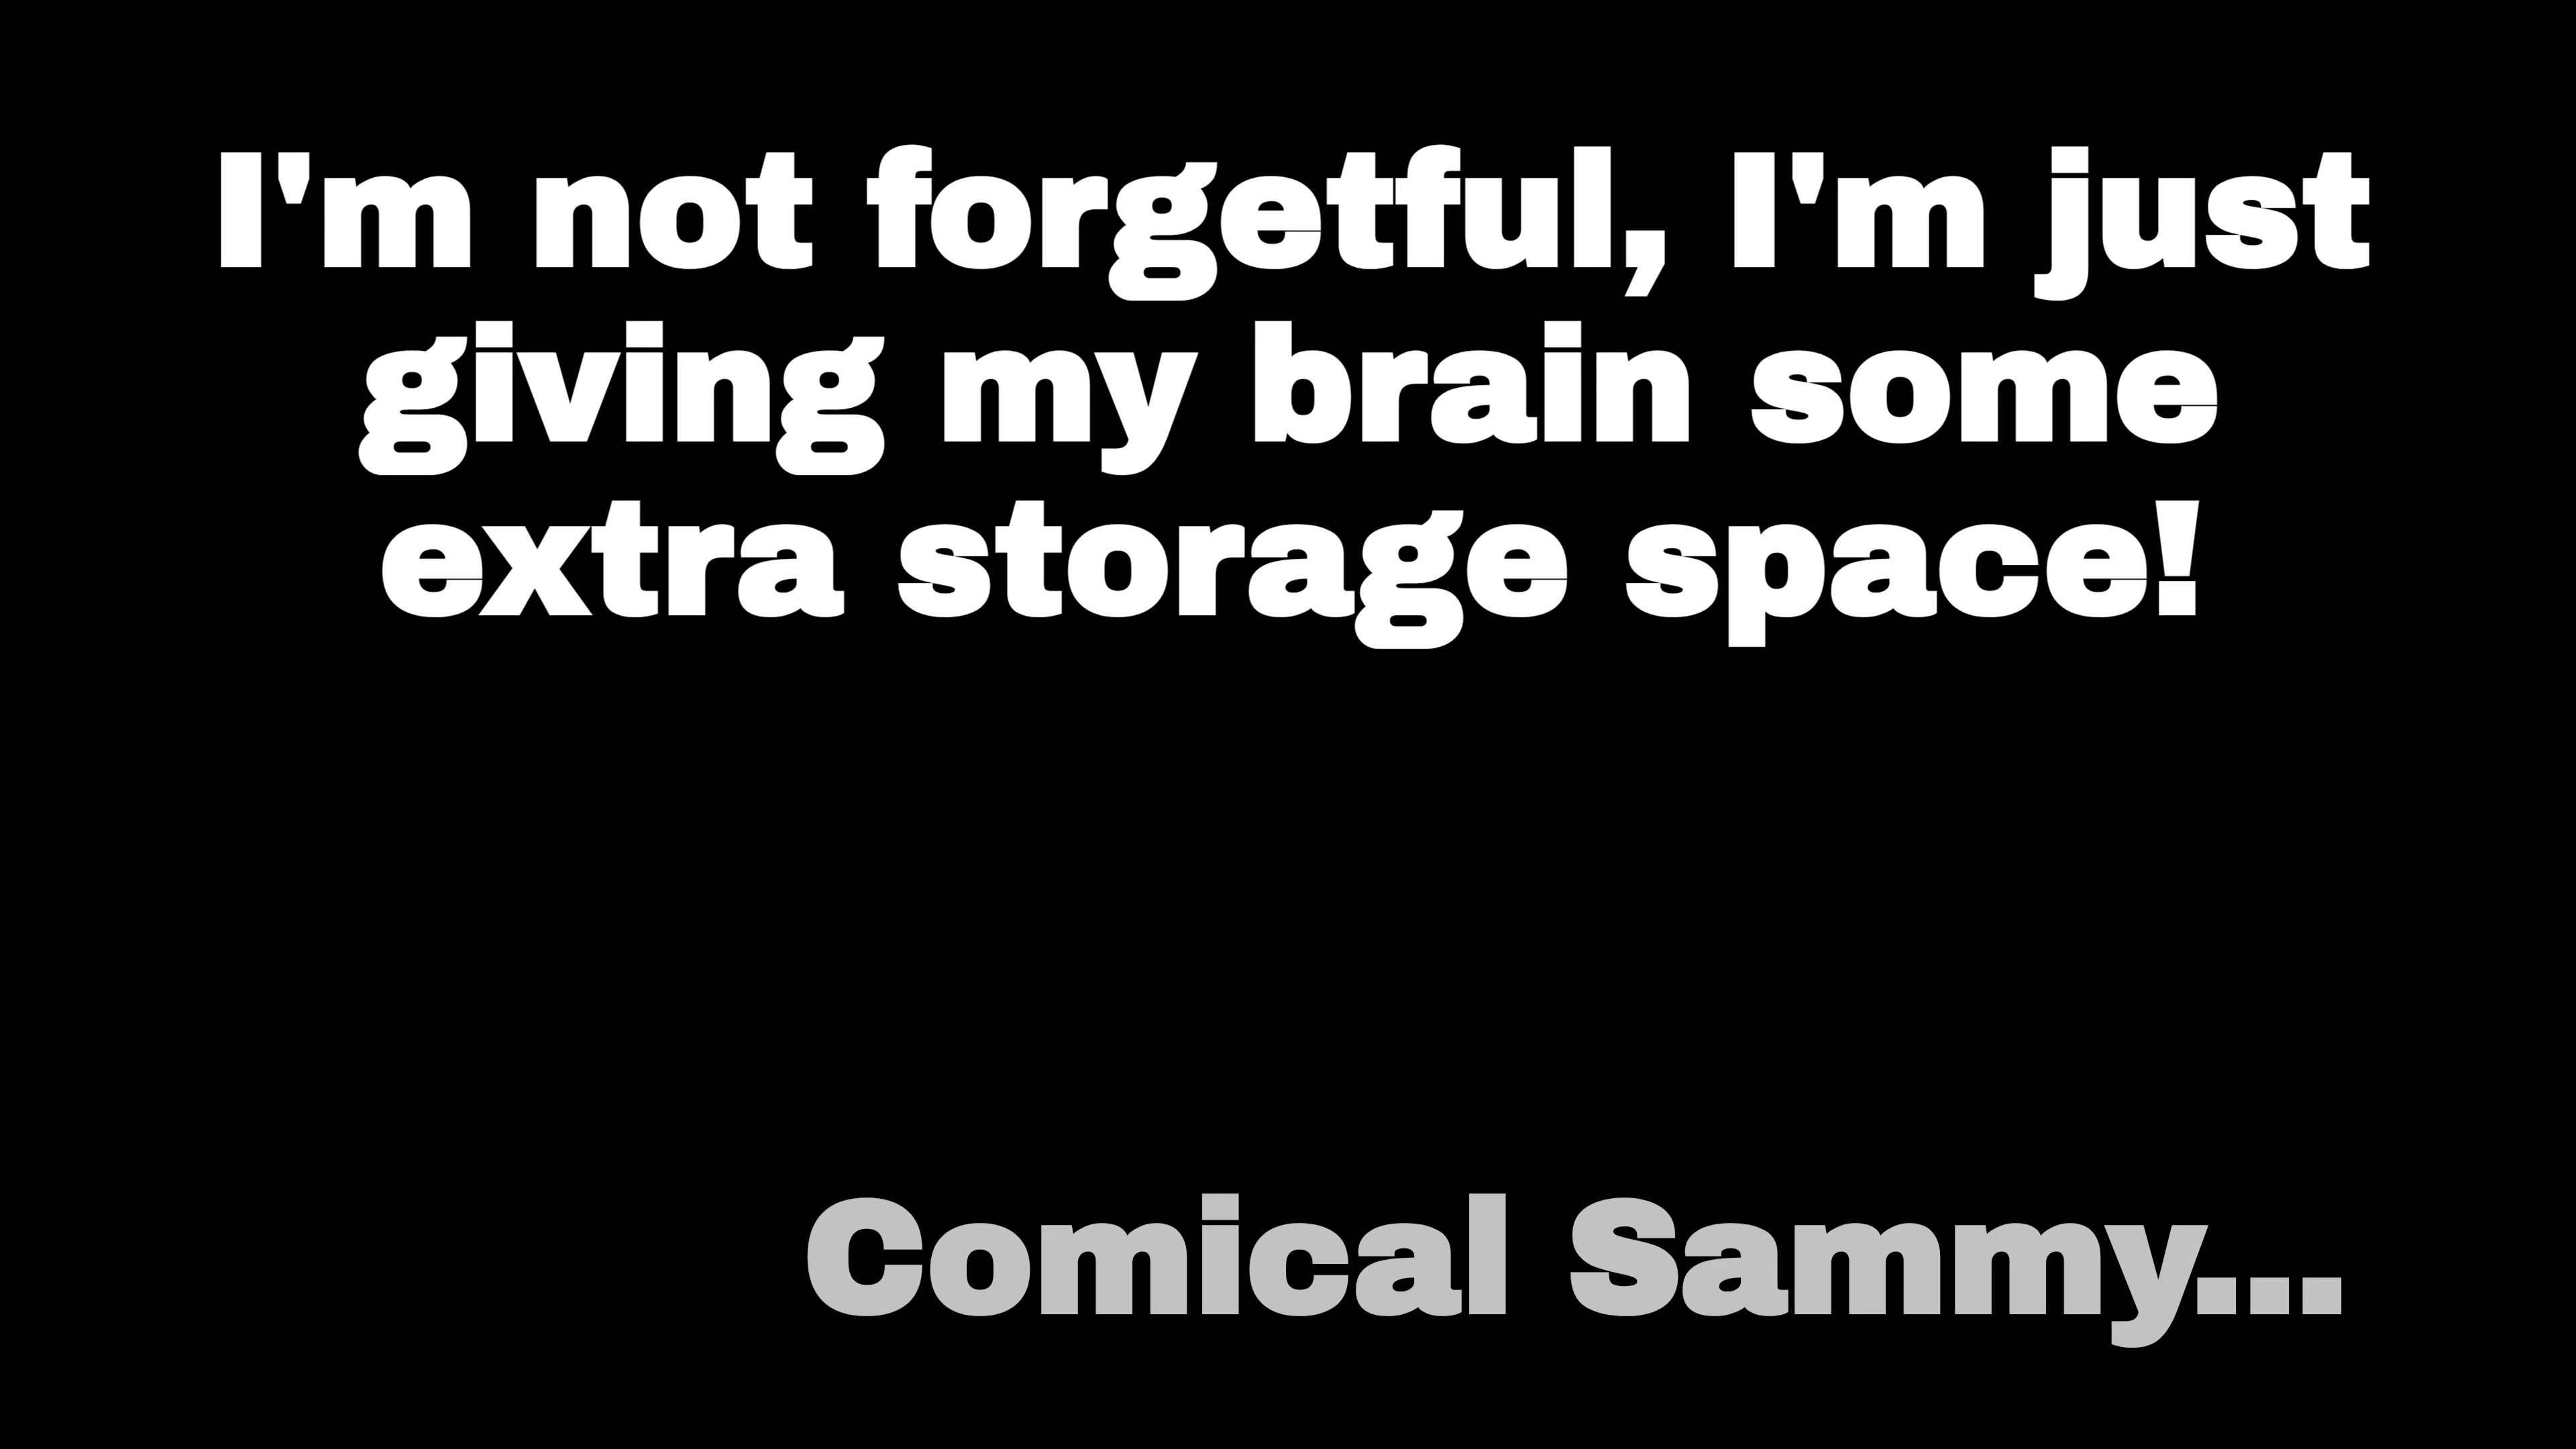 I'm not forgetful, I'm just
giving my brain some
extra storage space!
Comical Sammy...